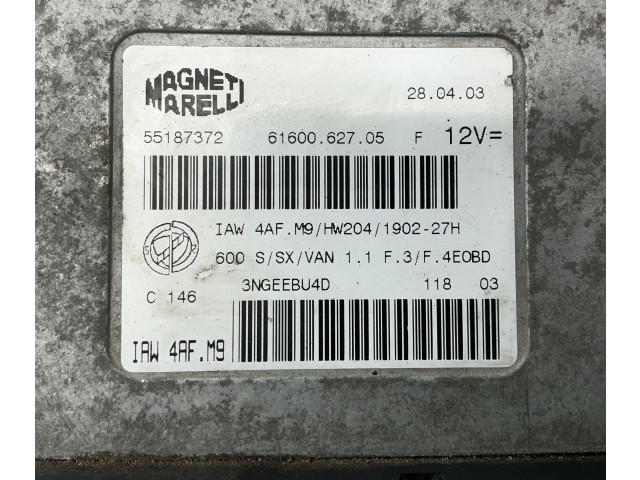 MAGNETI
MARELLI
28.04.03
55187372 61600.627.05 F 12V=
IAW 4AF.M9/HW204/1902-27H
600 S/SX/VAN 1.1 F.3/F.4EOBD
3NGEEBU4D 118 03
C 146
IAW 4AF.M9